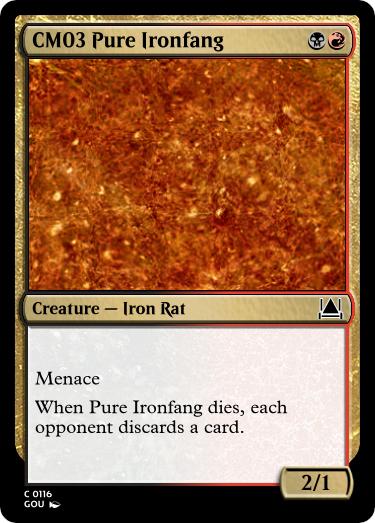 CM03 Pure Ironfang
Creature — Iron Rat
Menace
When Pure Ironfang dies, each
opponent discards a card.
2/1
C 0116
GOU